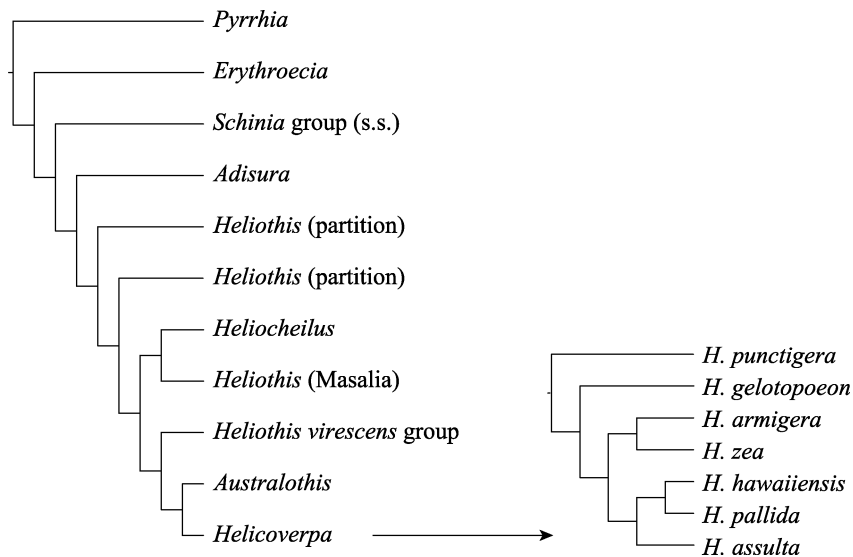 Pyrrhia
Erythroecia
Schinia group (s.s.)
Adisura
Heliothis (partition)
Heliothis (partition)
Heliocheilus
Heliothis (Masalia)
Heliothis virescens group
Australothis
Helicoverpa
H. punctigera
H. gelotopoeon
H. armigera
H. zea
H. hawaiiensis
H. pallida
H. assulta